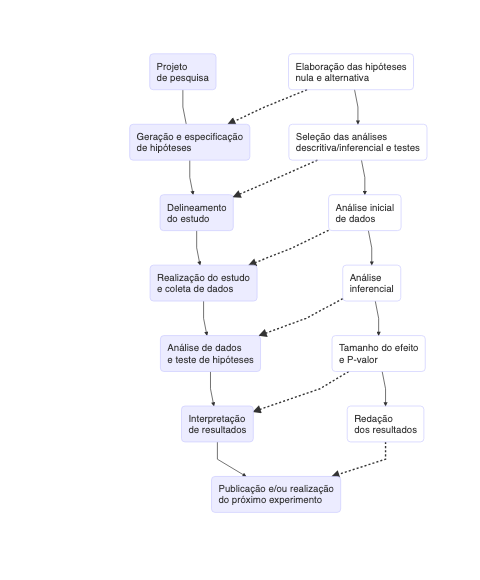 Projeto
de pesquisa
Elaboração das hipóteses
nula e alternativa
Geração e especificação
de hipóteses
Seleção das análises
descritiva/inferencial e testes
Delineamento
do estudo
Análise inicial
de dados
Realização do estudo
e coleta de dados
Análise
inferencial
Análise de dados
e teste de hipóteses
Tamanho do efeito
e P-valor
Interpretação
de resultados
Redação
dos resultados
Publicação e/ou realização
do próximo experimento